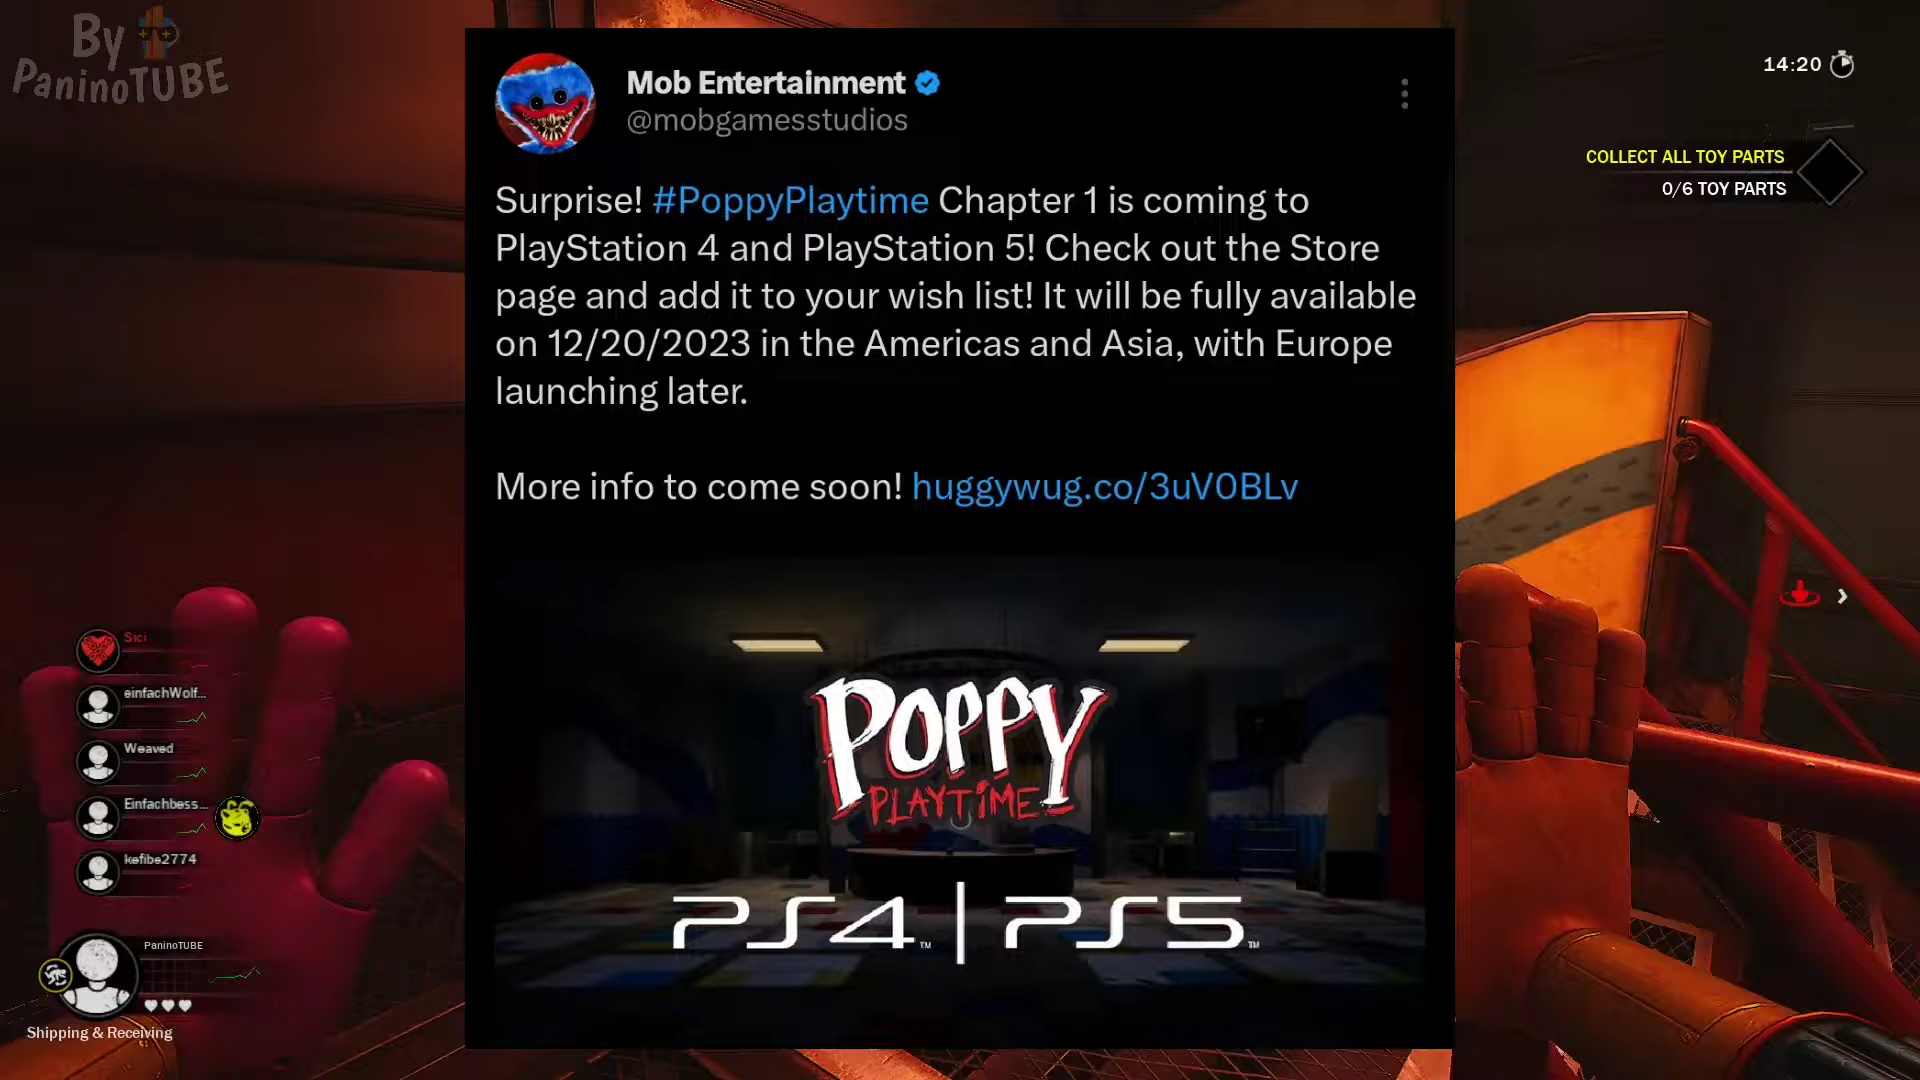 By
PaninoTUBE
Mob Entertainment
@mobgamesstudios
14:20
COLLECT ALL TOY PARTS
0/6 TOY PARTS
Surprise! #PoppyPlaytime Chapter 1 is coming to
PlayStation 4 and PlayStation 5! Check out the Store
page and add it to your wish list! It will be fully available
on 12/20/2023 in the Americas and Asia, with Europe
launching later.
More info to come soon! huggywug.co/3uV0BLv
POPPY
PLAYTIME
PS4™ | PS5™
Sici
einfachWolf...
Weaved
Einfachbess...
kefibe2774
PaninoTUBE
Shipping & Receiving